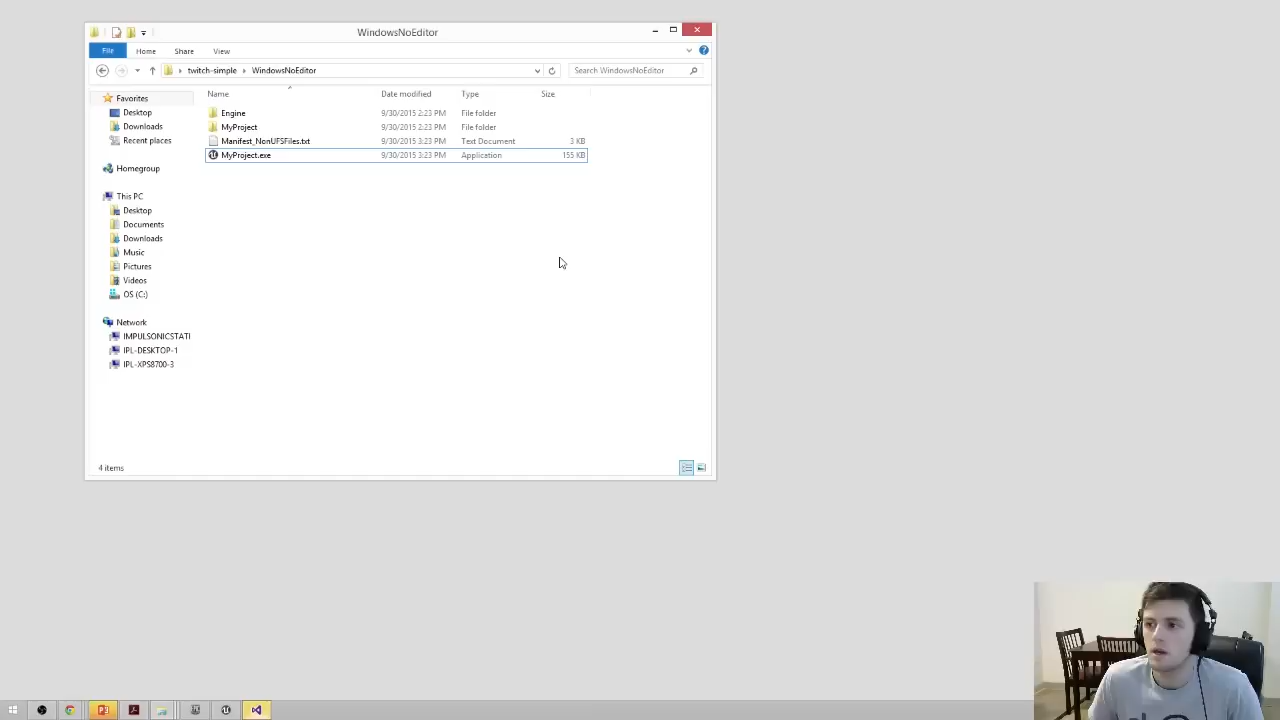 WindowsNoEditor
File Home Share View
twitch-simple WindowsNoEditor Search WindowsNoEditor
Name Date modified Type Size
Favorites
Desktop
Downloads
Recent places
Homegroup
This PC
Desktop
Documents
Downloads
Music
Pictures
Videos
OS (C:)
Network
IMPULSONICSTATI
IPL-DESKTOP-1
IPL-XPS8700-3
Engine 9/30/2015 2:23 PM File folder
MyProject 9/30/2015 2:23 PM File folder
Manifest_NonUFSFiles.txt 9/30/2015 3:23 PM Text Document 3 KB
MyProject.exe 9/30/2015 3:23 PM Application 155 KB
4 items